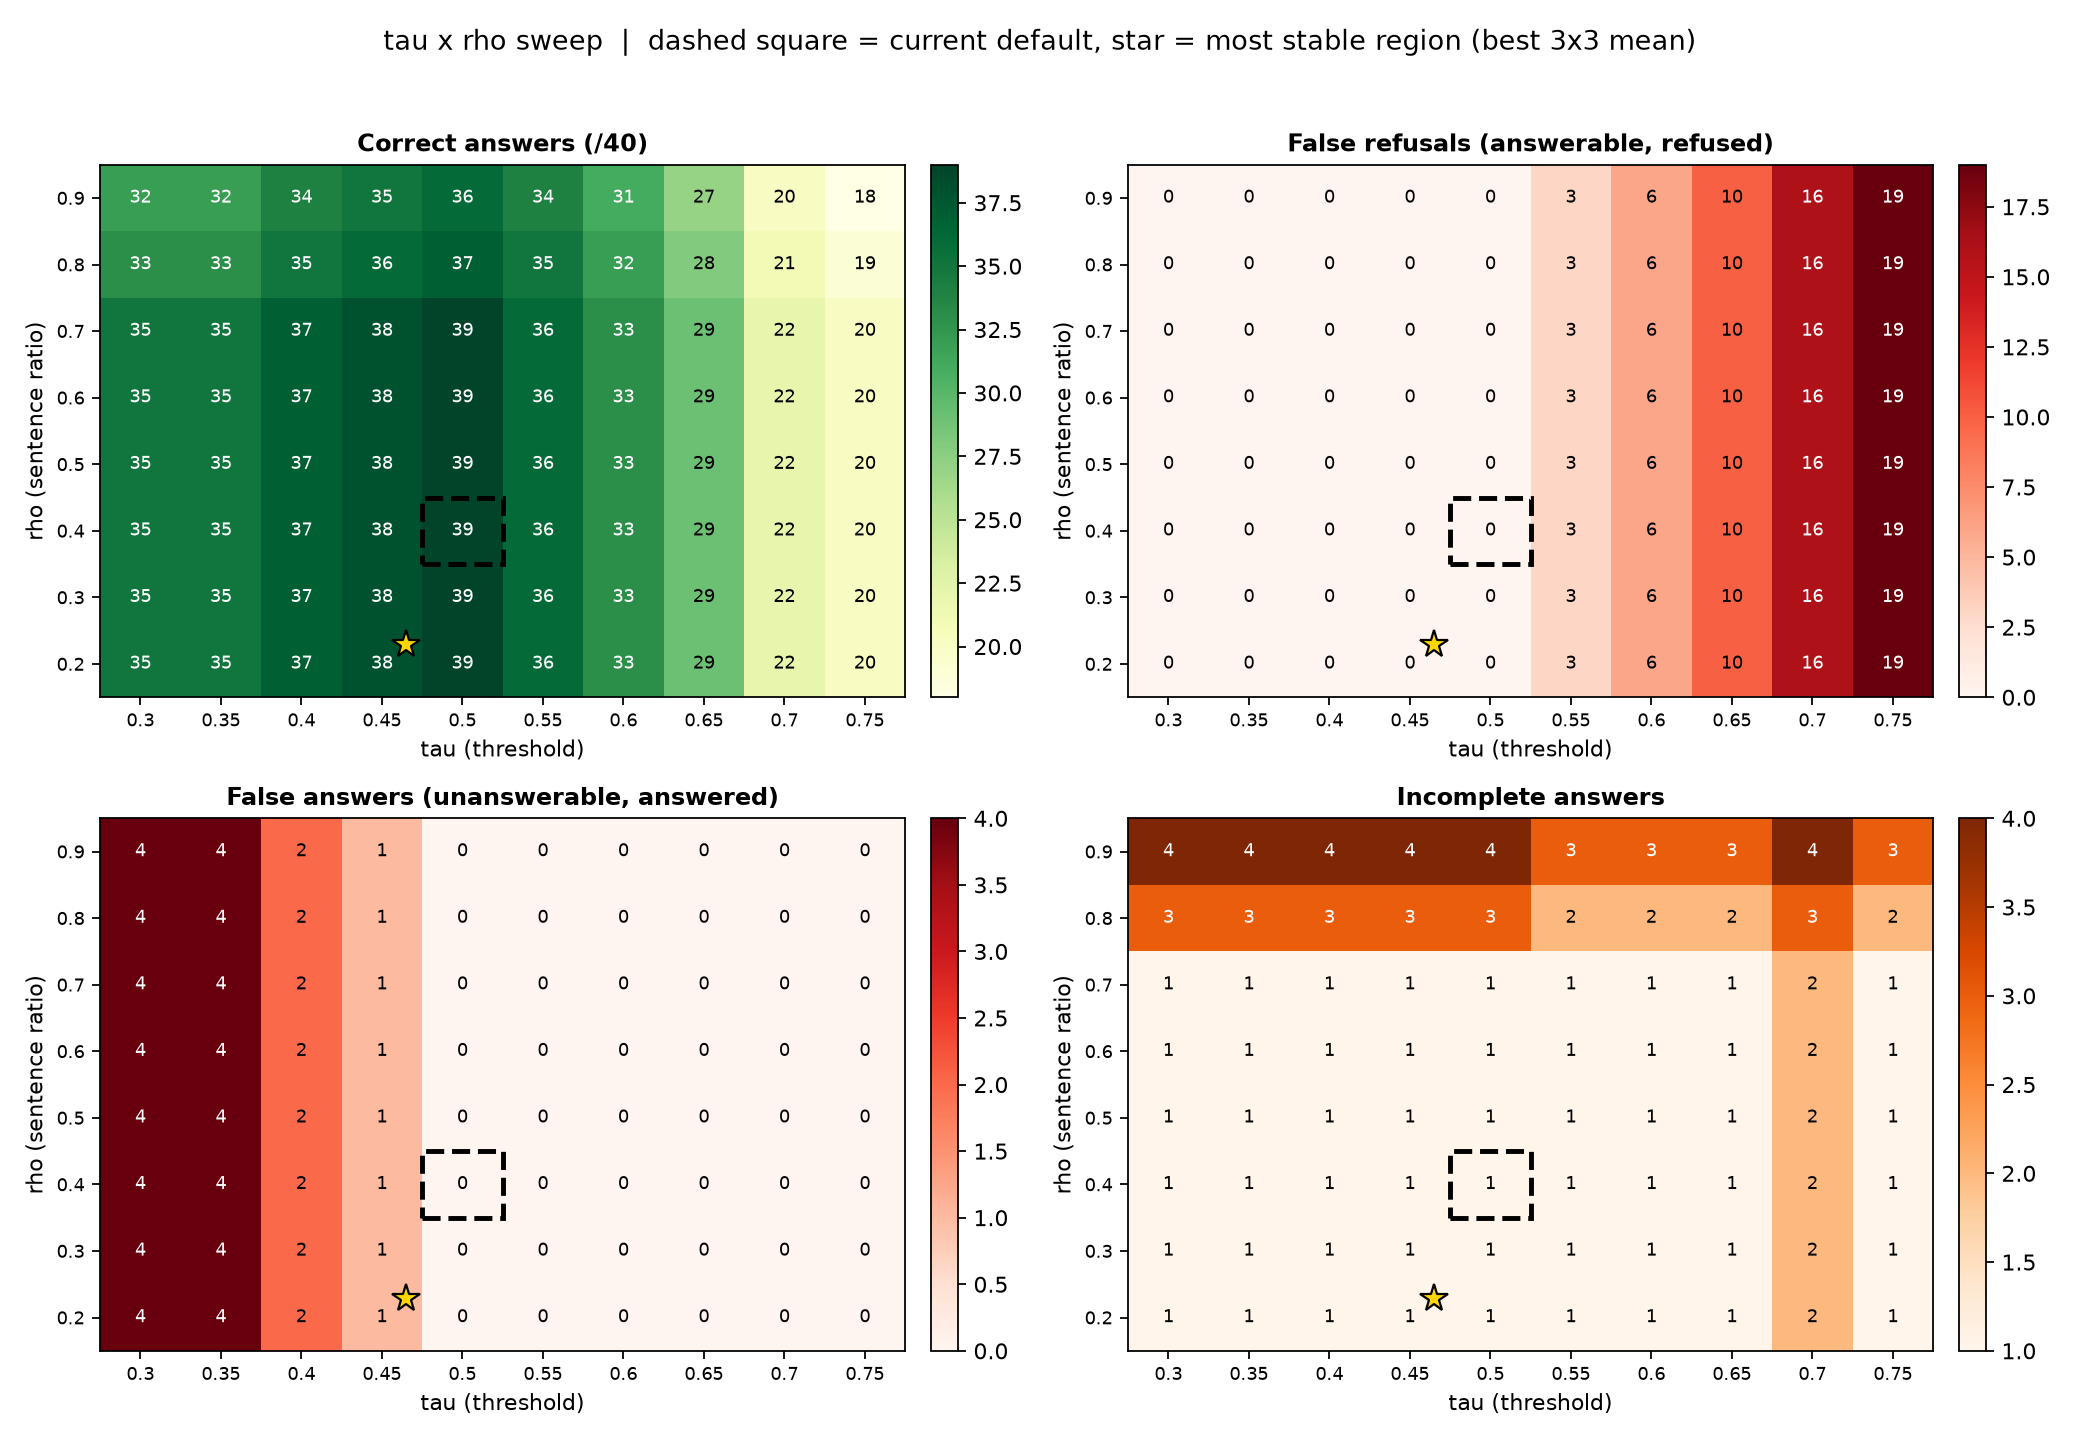 tau x rho sweep | dashed square = current default, star = most stable region (best 3x3 mean)
Correct answers (/40)
rho (sentence ratio)
0.9 32 32 34 35 36 34 31 27 20 18
0.8 33 33 35 36 37 35 32 28 21 19
0.7 35 35 37 38 39 36 33 29 22 20
0.6 35 35 37 38 39 36 33 29 22 20
0.5 35 35 37 38 39 36 33 29 22 20
0.4 35 35 37 38 39 36 33 29 22 20
0.3 35 35 37 38 39 36 33 29 22 20
0.2 35 35 37 38 39 36 33 29 22 20
0.3 0.35 0.4 0.45 0.5 0.55 0.6 0.65 0.7 0.75
tau (threshold)
37.5
35.0
32.5
30.0
27.5
25.0
22.5
20.0
False refusals (answerable, refused)
rho (sentence ratio)
0.9 0 0 0 0 0 3 6 10 16 19
0.8 0 0 0 0 0 3 6 10 16 19
0.7 0 0 0 0 0 3 6 10 16 19
0.6 0 0 0 0 0 3 6 10 16 19
0.5 0 0 0 0 0 3 6 10 16 19
0.4 0 0 0 0 0 3 6 10 16 19
0.3 0 0 0 0 0 3 6 10 16 19
0.2 0 0 0 0 0 3 6 10 16 19
0.3 0.35 0.4 0.45 0.5 0.55 0.6 0.65 0.7 0.75
tau (threshold)
17.5
15.0
12.5
10.0
7.5
5.0
2.5
0.0
False answers (unanswerable, answered)
rho (sentence ratio)
0.9 4 4 2 1 0 0 0 0 0 0
0.8 4 4 2 1 0 0 0 0 0 0
0.7 4 4 2 1 0 0 0 0 0 0
0.6 4 4 2 1 0 0 0 0 0 0
0.5 4 4 2 1 0 0 0 0 0 0
0.4 4 4 2 1 0 0 0 0 0 0
0.3 4 4 2 1 0 0 0 0 0 0
0.2 4 4 2 1 0 0 0 0 0 0
0.3 0.35 0.4 0.45 0.5 0.55 0.6 0.65 0.7 0.75
tau (threshold)
4.0
3.5
3.0
2.5
2.0
1.5
1.0
0.5
0.0
Incomplete answers
rho (sentence ratio)
0.9 4 4 4 4 4 3 3 3 4 3
0.8 3 3 3 3 3 2 2 2 3 2
0.7 1 1 1 1 1 1 1 1 2 1
0.6 1 1 1 1 1 1 1 1 2 1
0.5 1 1 1 1 1 1 1 1 2 1
0.4 1 1 1 1 1 1 1 1 2 1
0.3 1 1 1 1 1 1 1 1 2 1
0.2 1 1 1 1 1 1 1 1 2 1
0.3 0.35 0.4 0.45 0.5 0.55 0.6 0.65 0.7 0.75
tau (threshold)
4.0
3.5
3.0
2.5
2.0
1.5
1.0